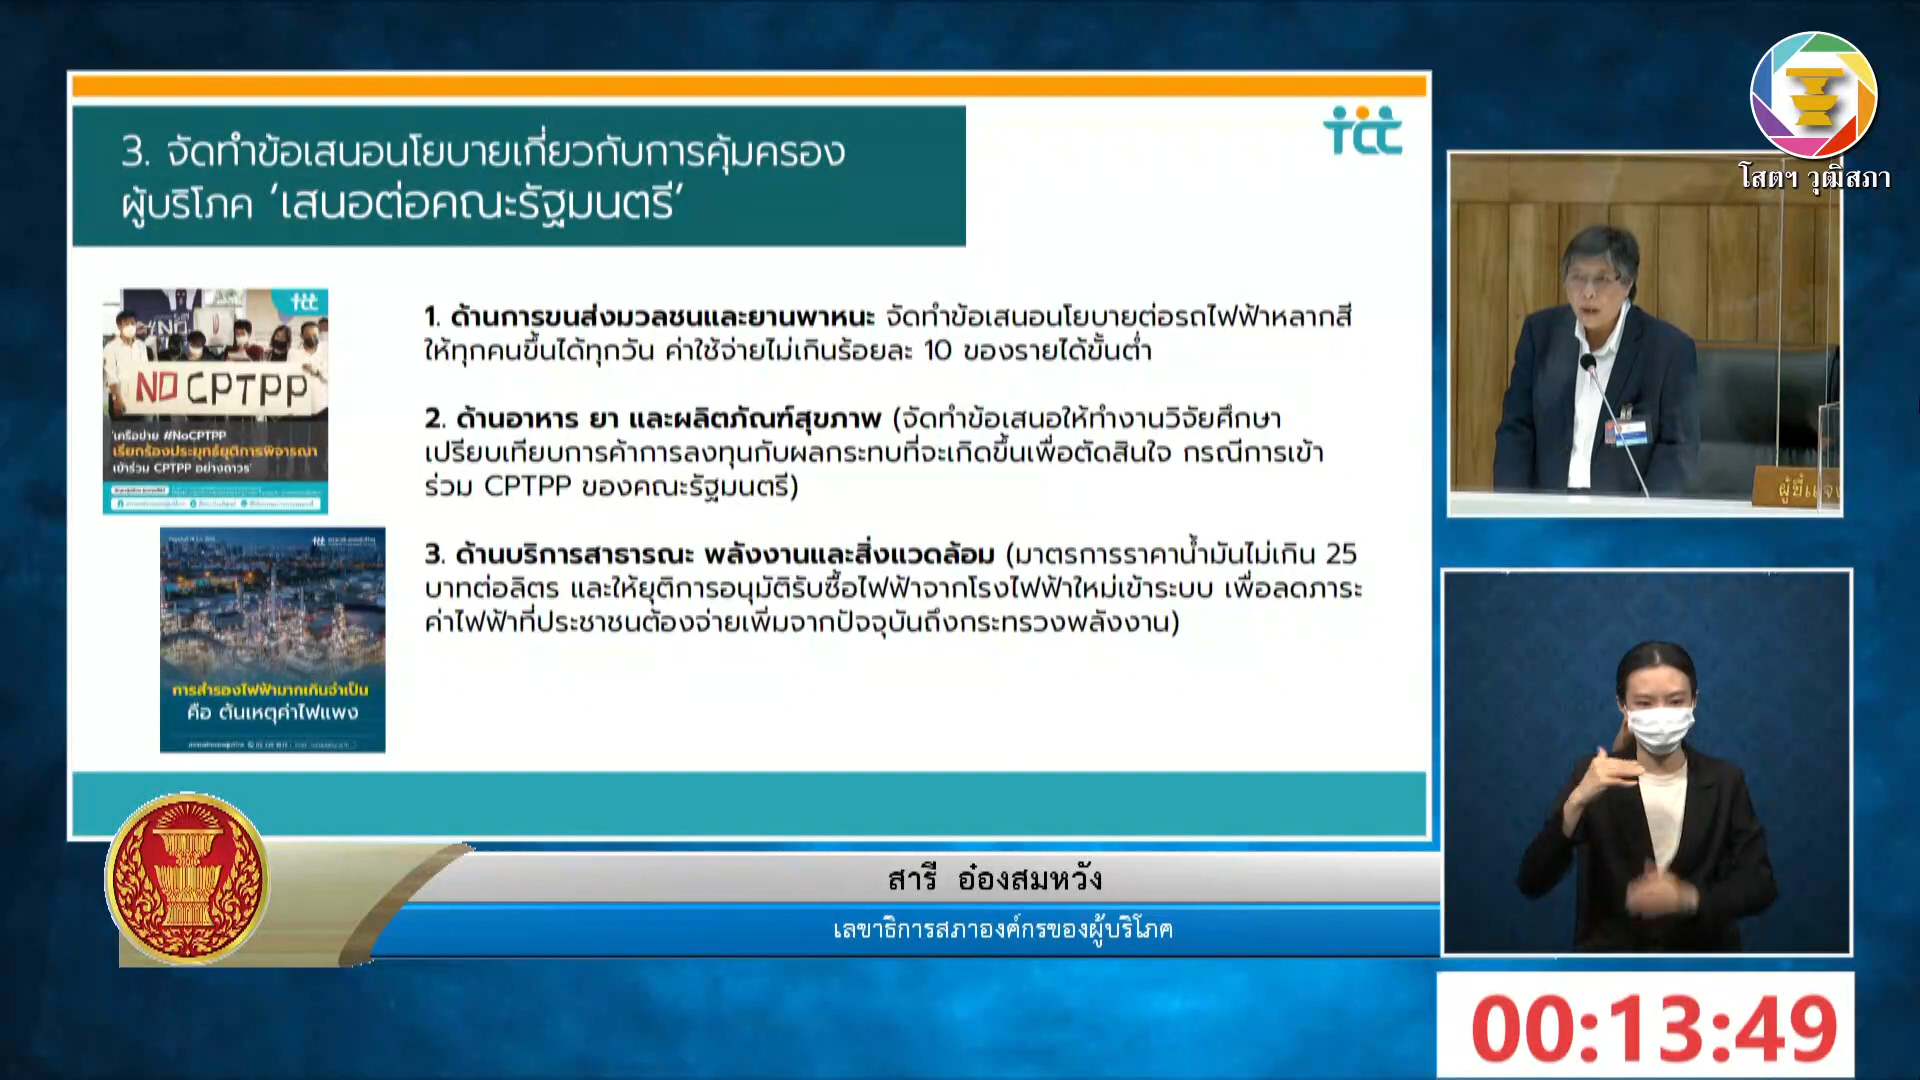 3. จัดทำข้อเสนอนโยบายเกี่ยวกับการคุ้มครอง
ผู้บริโภค ‘เสนอต่อคณะรัฐมนตรี’
tcc
โสตฯ วุฒิสภา
tcc
NO CPTPP
'เครือข่าย #NoCPTPP
เรียกร้องประยุทธ์ยุติการพิจารณา
เข้าร่วม CPTPP อย่างถาวร'
1. ด้านการขนส่งมวลชนและยานพาหนะ จัดทำข้อเสนอนโยบายต่อรถไฟฟ้าหลากสี
ให้ทุกคนขึ้นได้ทุกวัน ค่าใช้จ่ายไม่เกินร้อยละ 10 ของรายได้ขั้นต่ำ
2. ด้านอาหาร ยา และผลิตภัณฑ์สุขภาพ (จัดทำข้อเสนอให้ทำงานวิจัยศึกษา
เปรียบเทียบการค้าการลงทุนกับผลกระทบที่จะเกิดขึ้นเพื่อตัดสินใจ กรณีการเข้า
ร่วม CPTPP ของคณะรัฐมนตรี)
3. ด้านบริการสาธารณะ พลังงานและสิ่งแวดล้อม (มาตรการราคาน้ำมันไม่เกิน 25
บาทต่อลิตร และให้ยุติการอนุมัติรับซื้อไฟฟ้าจากโรงไฟฟ้าใหม่เข้าระบบ เพื่อลดภาระ
ค่าไฟฟ้าที่ประชาชนต้องจ่ายเพิ่มจากปัจจุบันถึงกระทรวงพลังงาน)
tcc
การสำรองไฟฟ้ามากเกินจำเป็น
คือ ต้นเหตุค่าไฟแพง
สารี อ๋องสมหวัง
เลขาธิการสภาองค์กรของผู้บริโภค
00:13:49